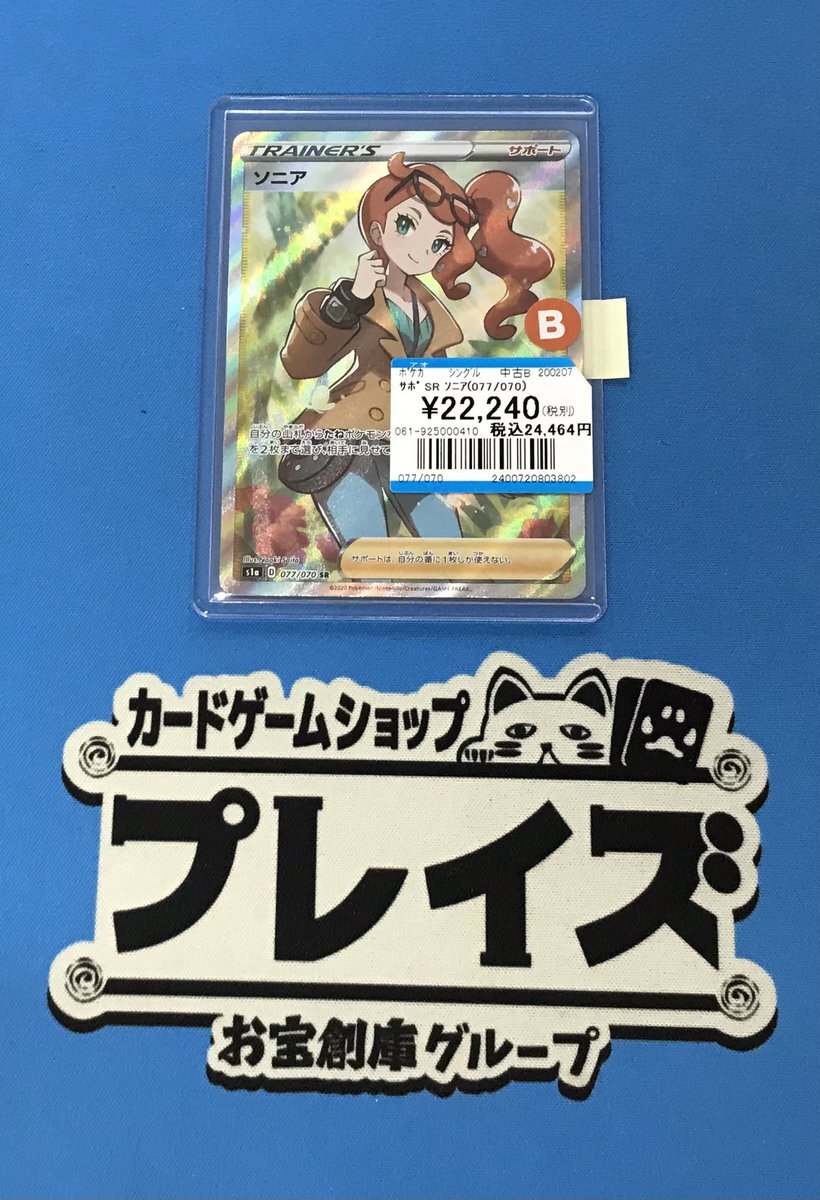 TRAINER'S サポート
ソニア
B
アオ
ポケカ シングル 中古B 200207
サポ SR ソニア(077/070)
¥22,240(税別)
061-925000410 税込24,464円
077/070 2400720803802
自分の山札からたねポケモン
を2枚まで選び、相手に見せて
サポートは、自分の番に1枚しか使えない。
s1a D 077/070 SR
©2020 Pokémon/Nintendo/Creatures/GAME FREAK.
カードゲームショップ
プレイズ
お宝創庫グループ